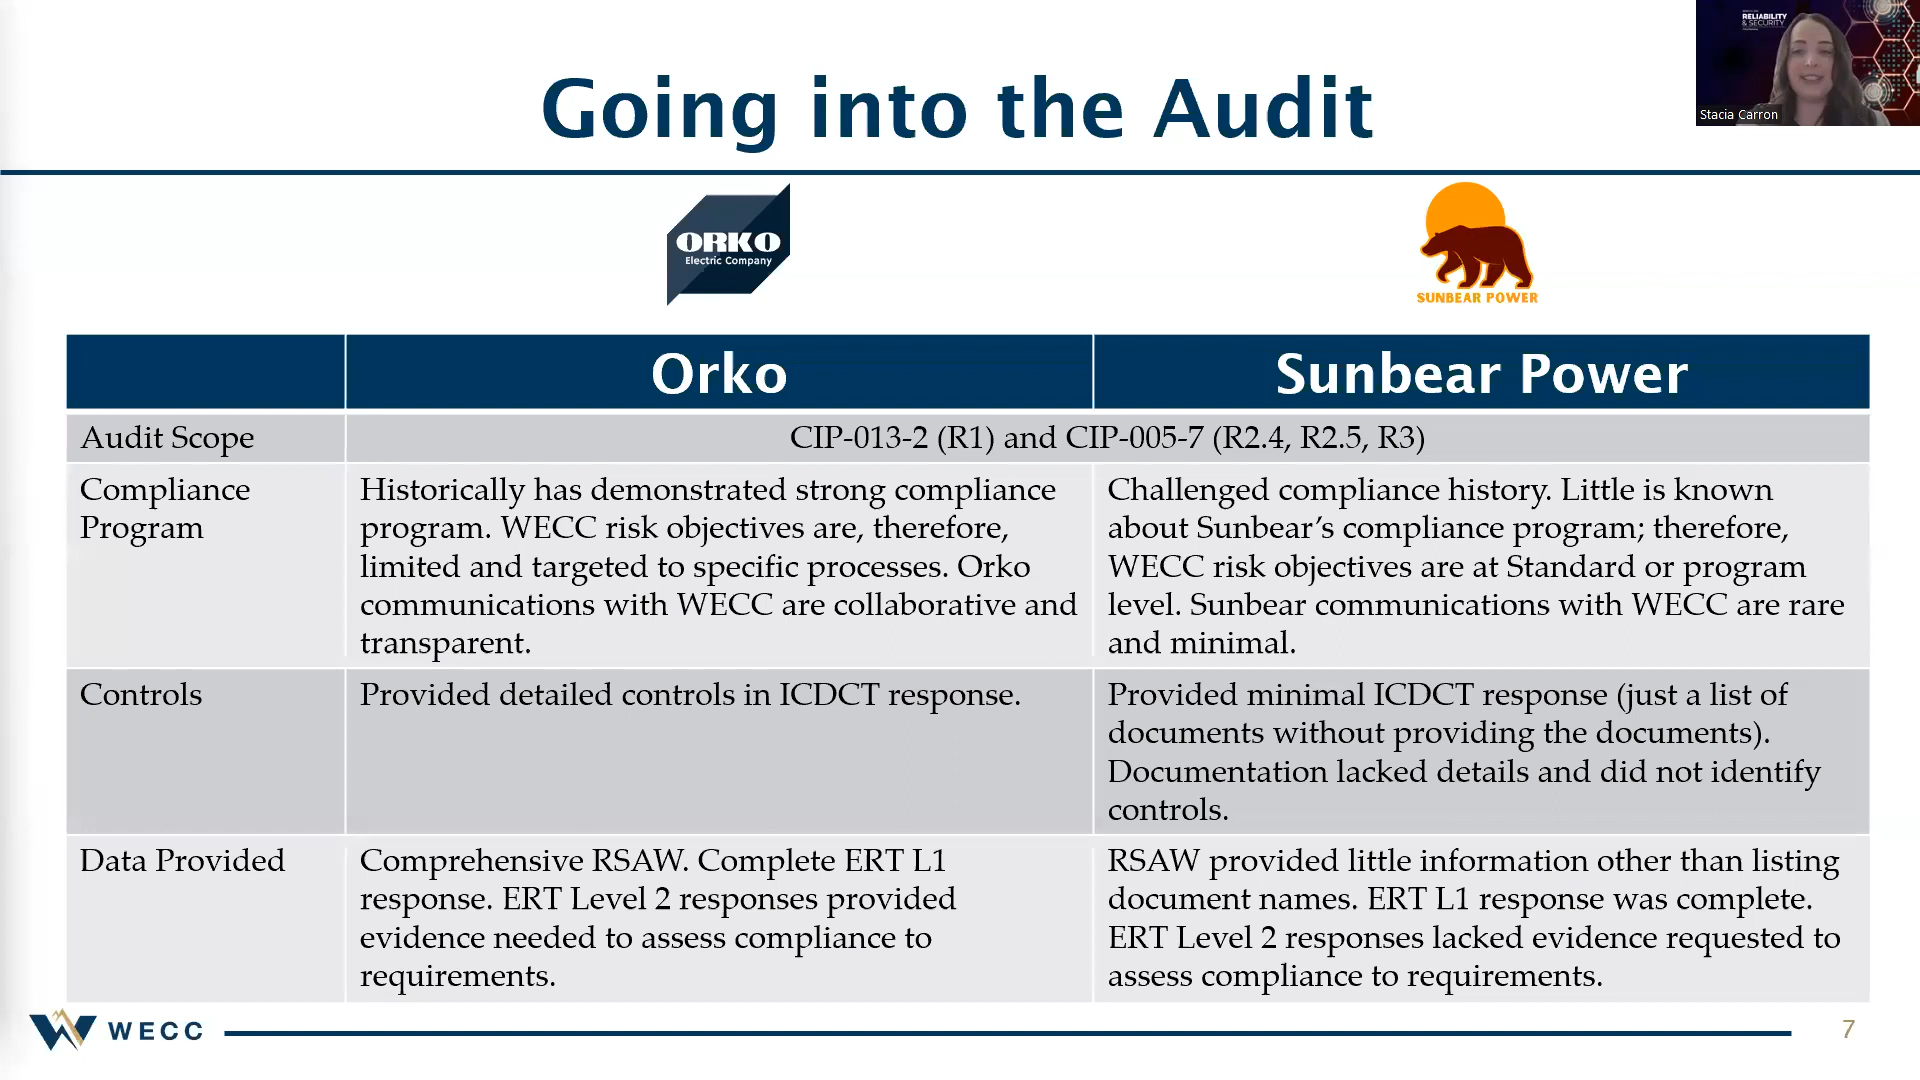 RELIABILITY
& SECURITY
Stacia Carron
Going into the Audit
ORKO
Electric Company
SUNBEAR POWER
Orko
Sunbear Power
Audit Scope
CIP-013-2 (R1) and CIP-005-7 (R2.4, R2.5, R3)
Compliance
Program
Historically has demonstrated strong compliance
program. WECC risk objectives are, therefore,
limited and targeted to specific processes. Orko
communications with WECC are collaborative and
transparent.
Challenged compliance history. Little is known
about Sunbear’s compliance program; therefore,
WECC risk objectives are at Standard or program
level. Sunbear communications with WECC are rare
and minimal.
Controls
Provided detailed controls in ICDCT response.
Provided minimal ICDCT response (just a list of
documents without providing the documents).
Documentation lacked details and did not identify
controls.
Data Provided
Comprehensive RSAW. Complete ERT L1
response. ERT Level 2 responses provided
evidence needed to assess compliance to
requirements.
RSAW provided little information other than listing
document names. ERT L1 response was complete.
ERT Level 2 responses lacked evidence requested to
assess compliance to requirements.
WECC
7